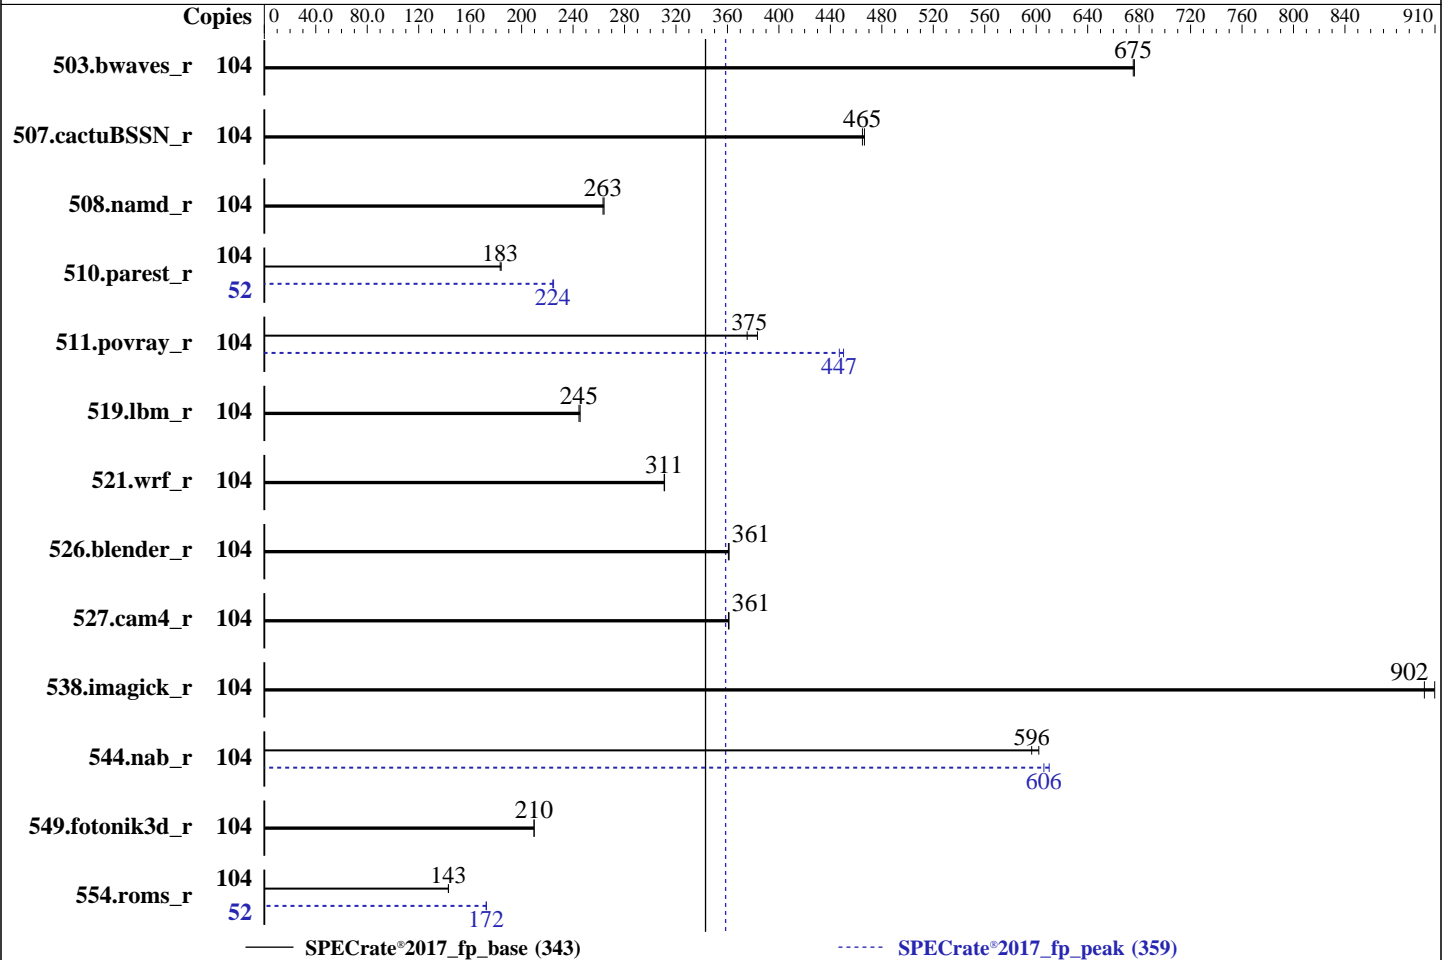 Copies 0 40.0 80.0 120 160 200 240 280 320 360 400 440 480 520 560 600 640 680 720 760 800 840 910
503.bwaves_r 104 675
507.cactuBSSN_r 104 465
508.namd_r 104 263
510.parest_r 104 183
52 224
511.povray_r 104 375
447
519.lbm_r 104 245
521.wrf_r 104 311
526.blender_r 104 361
527.cam4_r 104 361
538.imagick_r 104 902
544.nab_r 104 596
606
549.fotonik3d_r 104 210
554.roms_r 104 143
52 172
SPECrate®2017_fp_base (343) SPECrate®2017_fp_peak (359)